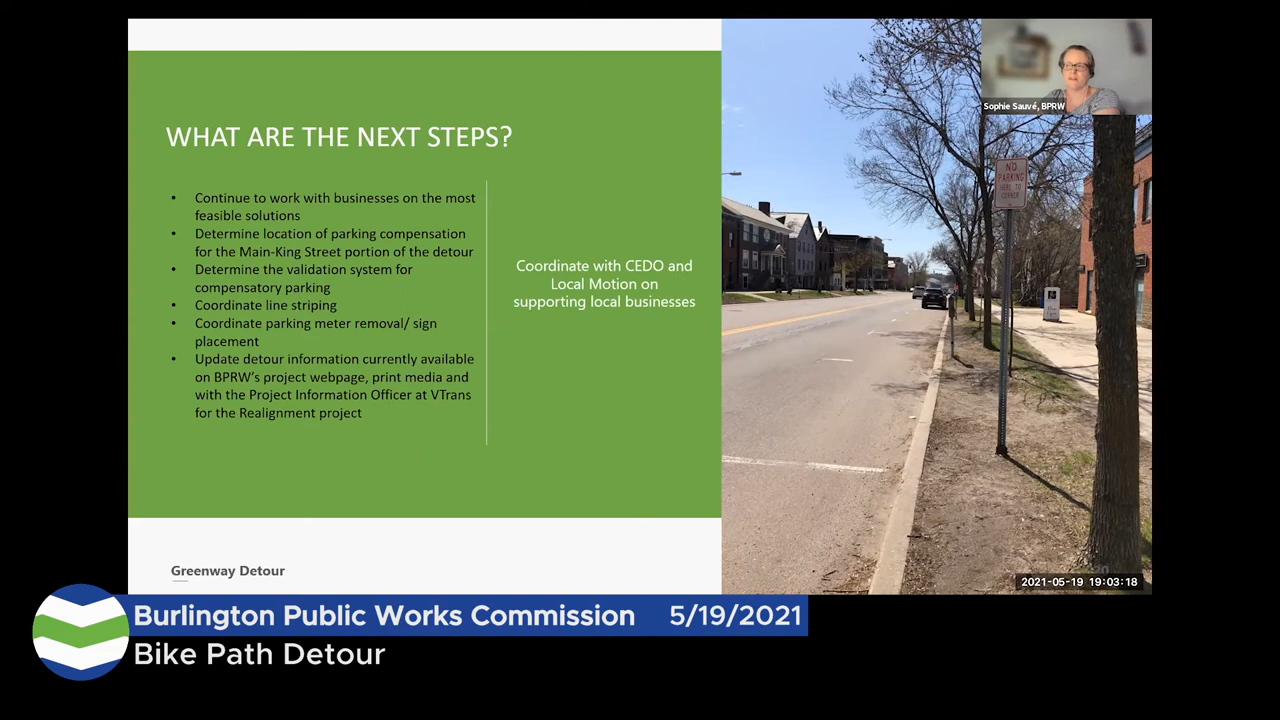 WHAT ARE THE NEXT STEPS?
• Continue to work with businesses on the most
feasible solutions
• Determine location of parking compensation
for the Main-King Street portion of the detour
• Determine the validation system for
compensatory parking
• Coordinate line striping
• Coordinate parking meter removal/ sign
placement
• Update detour information currently available
on BPRW's project webpage, print media and
with the Project Information Officer at VTrans
for the Realignment project
Coordinate with CEDO and
Local Motion on
supporting local businesses
Greenway Detour
Sophie Sauvé, BPRW
NO
PARKING
HERE TO
CORNER
20
2021-05-19 19:03:18
Burlington Public Works Commission 5/19/2021
Bike Path Detour